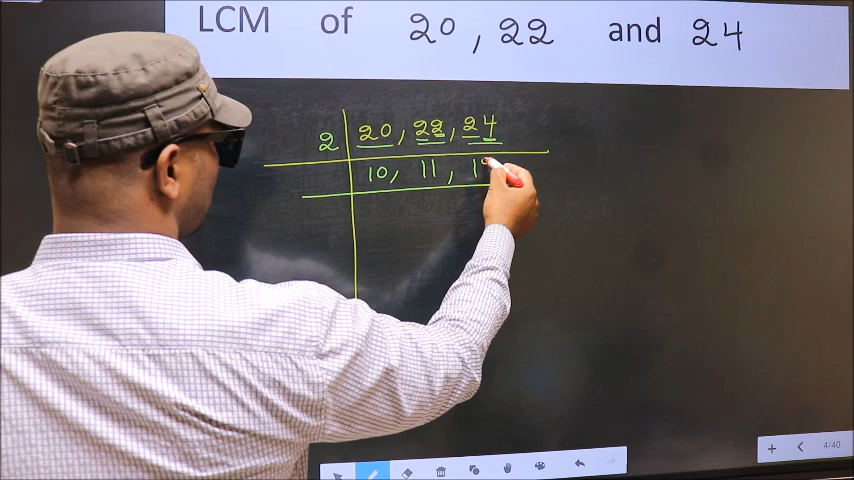 LCM of 20, 22 and 24
2 20, 22, 24
10, 11, 1
4/40